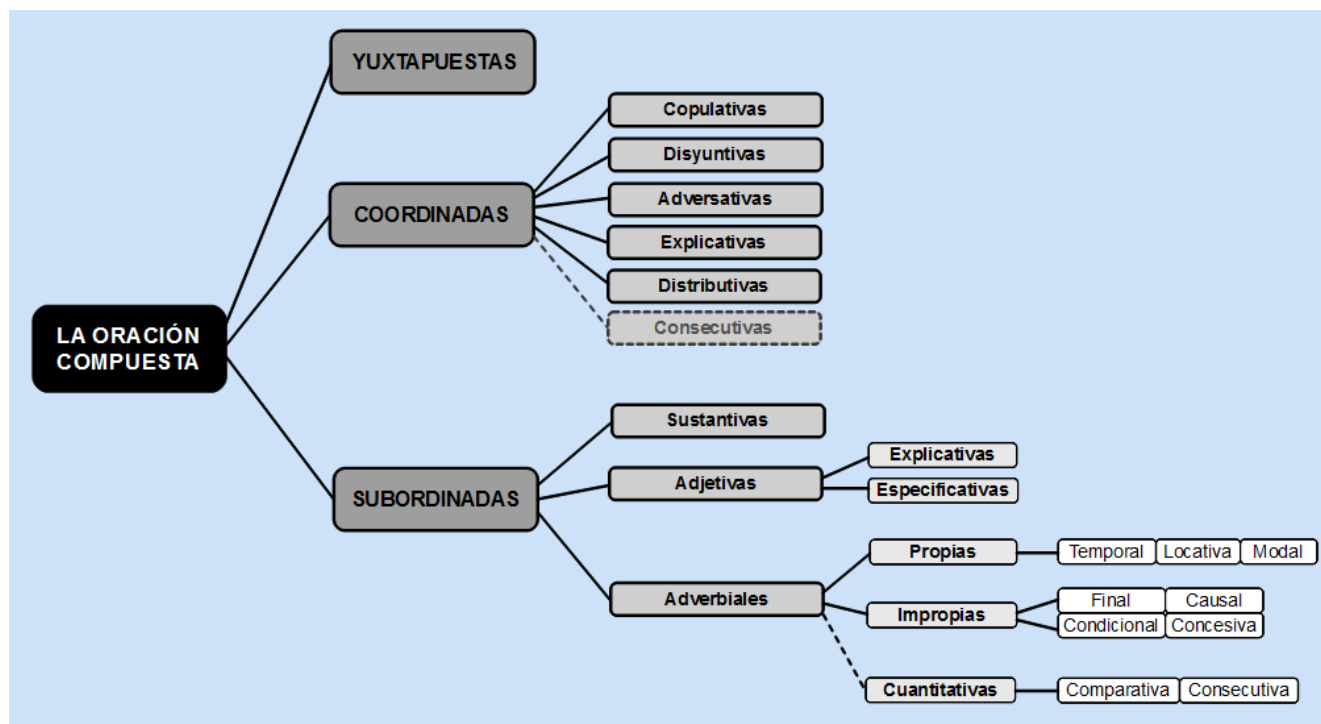 YUXTAPUESTAS
Copulativas
Disyuntivas
COORDINADAS
Adversativas
Explicativas
Distributivas
Consecutivas
LA ORACIÓN
COMPUESTA
Sustantivas
SUBORDINADAS
Adjetivas
Explicativas
Especificativas
Adverbiales
Propias
Temporal Locativa Modal
Impropias
Final Causal
Condicional Concesiva
Cuantitativas
Comparativa Consecutiva